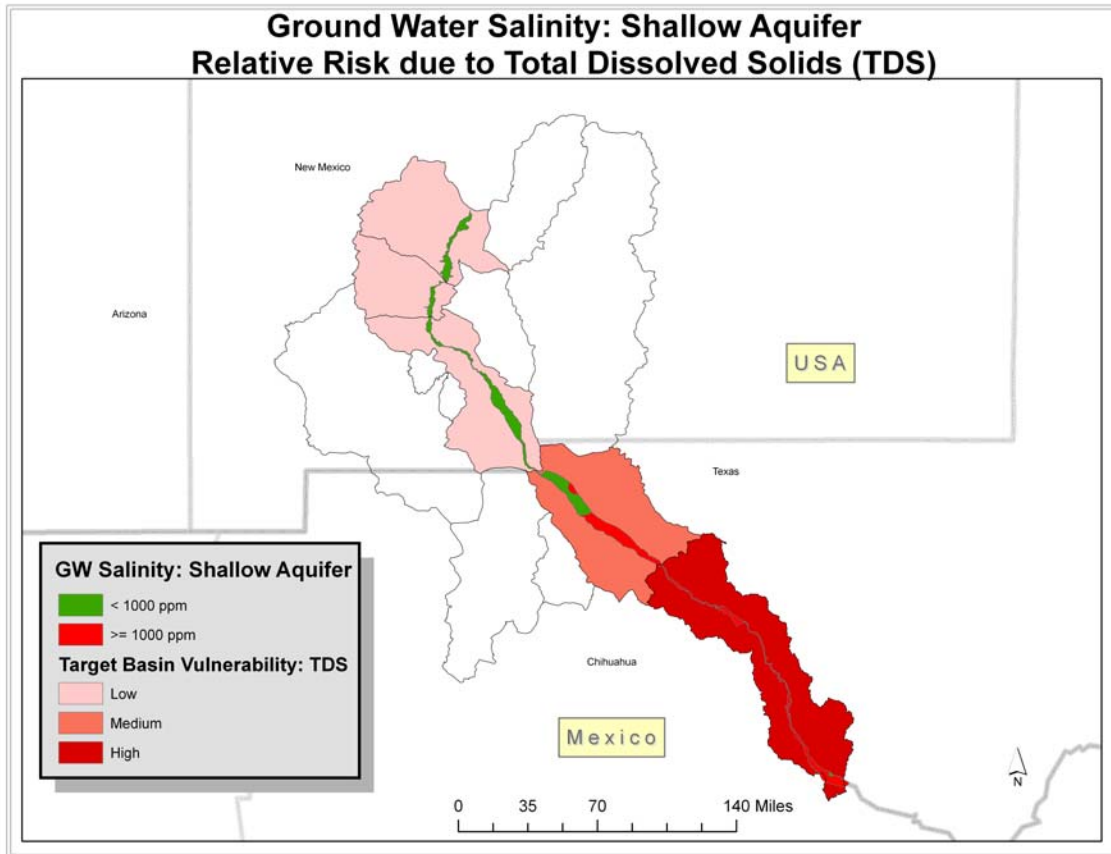 Ground Water Salinity: Shallow Aquifer
Relative Risk due to Total Dissolved Solids (TDS)
New Mexico
Arizona
USA
Texas
GW Salinity: Shallow Aquifer
< 1000 ppm
>= 1000 ppm
Target Basin Vulnerability: TDS
Low
Medium
High
Chihuahua
Mexico
N
0 35 70 140 Miles